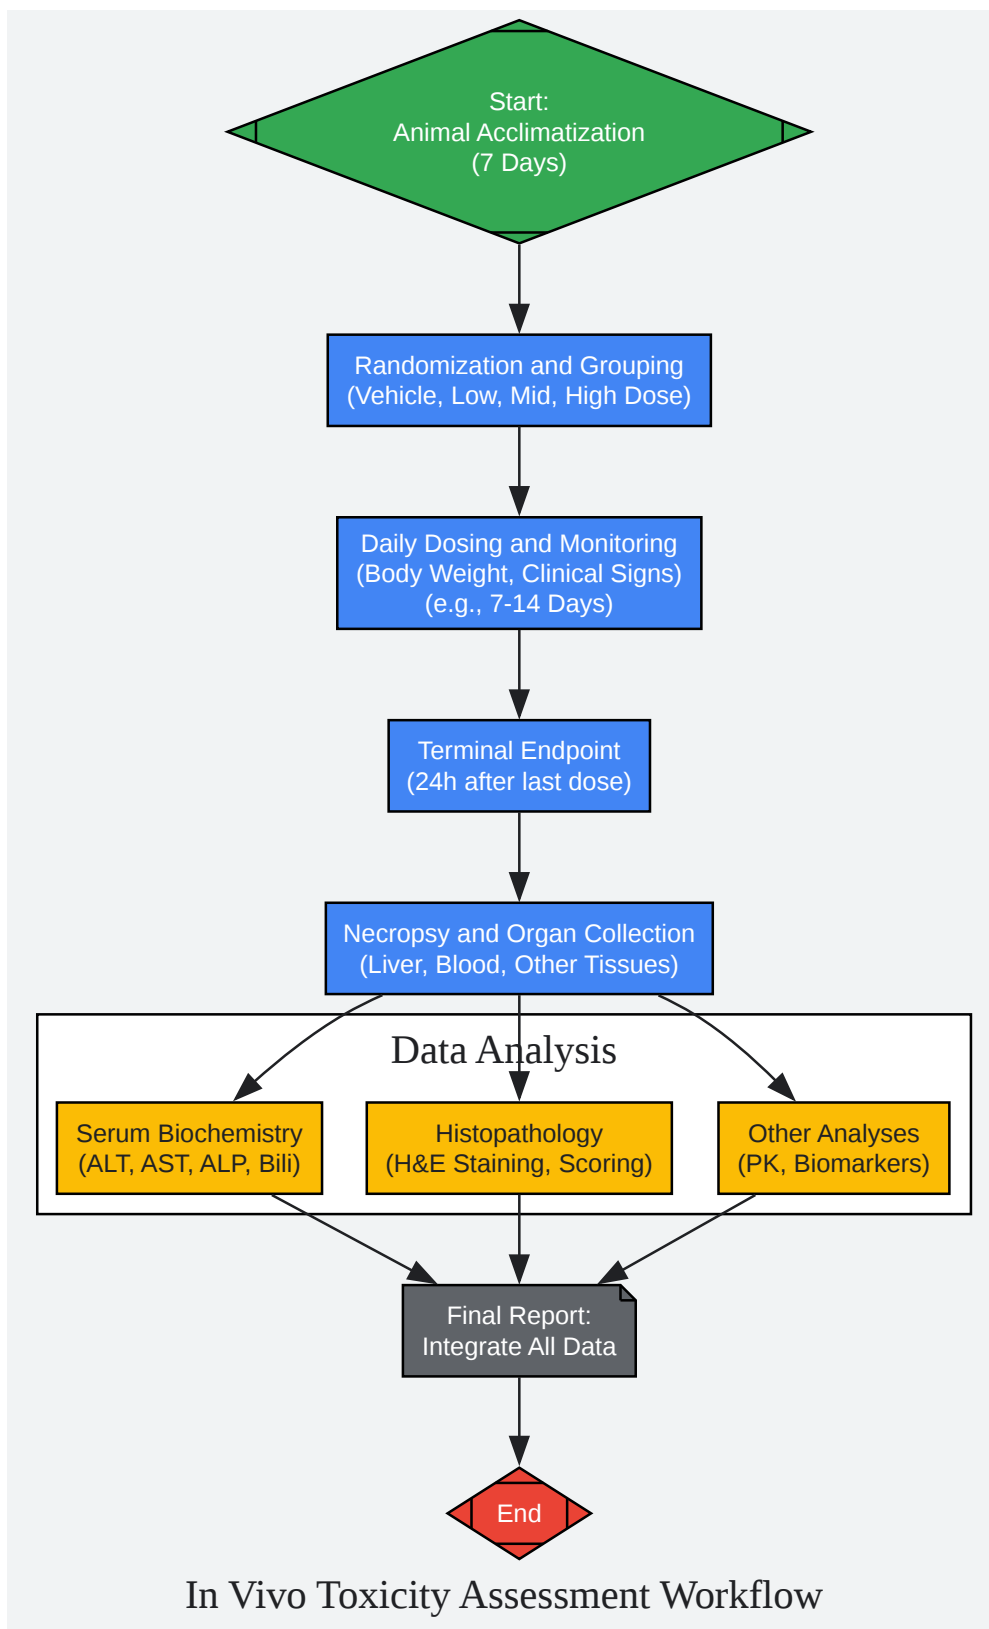 Start:
Animal Acclimatization
(7 Days)
Randomization and Grouping
(Vehicle, Low, Mid, High Dose)
Daily Dosing and Monitoring
(Body Weight, Clinical Signs)
(e.g., 7-14 Days)
Terminal Endpoint
(24h after last dose)
Necropsy and Organ Collection
(Liver, Blood, Other Tissues)
Data Analysis
Serum Biochemistry
(ALT, AST, ALP, Bili)
Histopathology
(H&E Staining, Scoring)
Other Analyses
(PK, Biomarkers)
Final Report:
Integrate All Data
End
In Vivo Toxicity Assessment Workflow